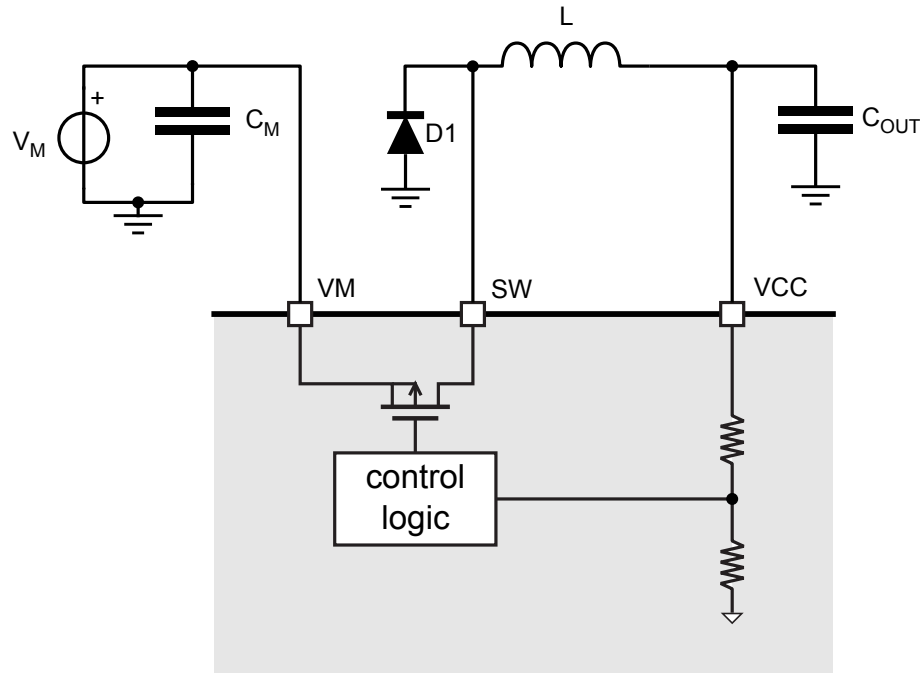 L
+
V_M
C_M
D1
C_OUT
VM
SW
VCC
control
logic